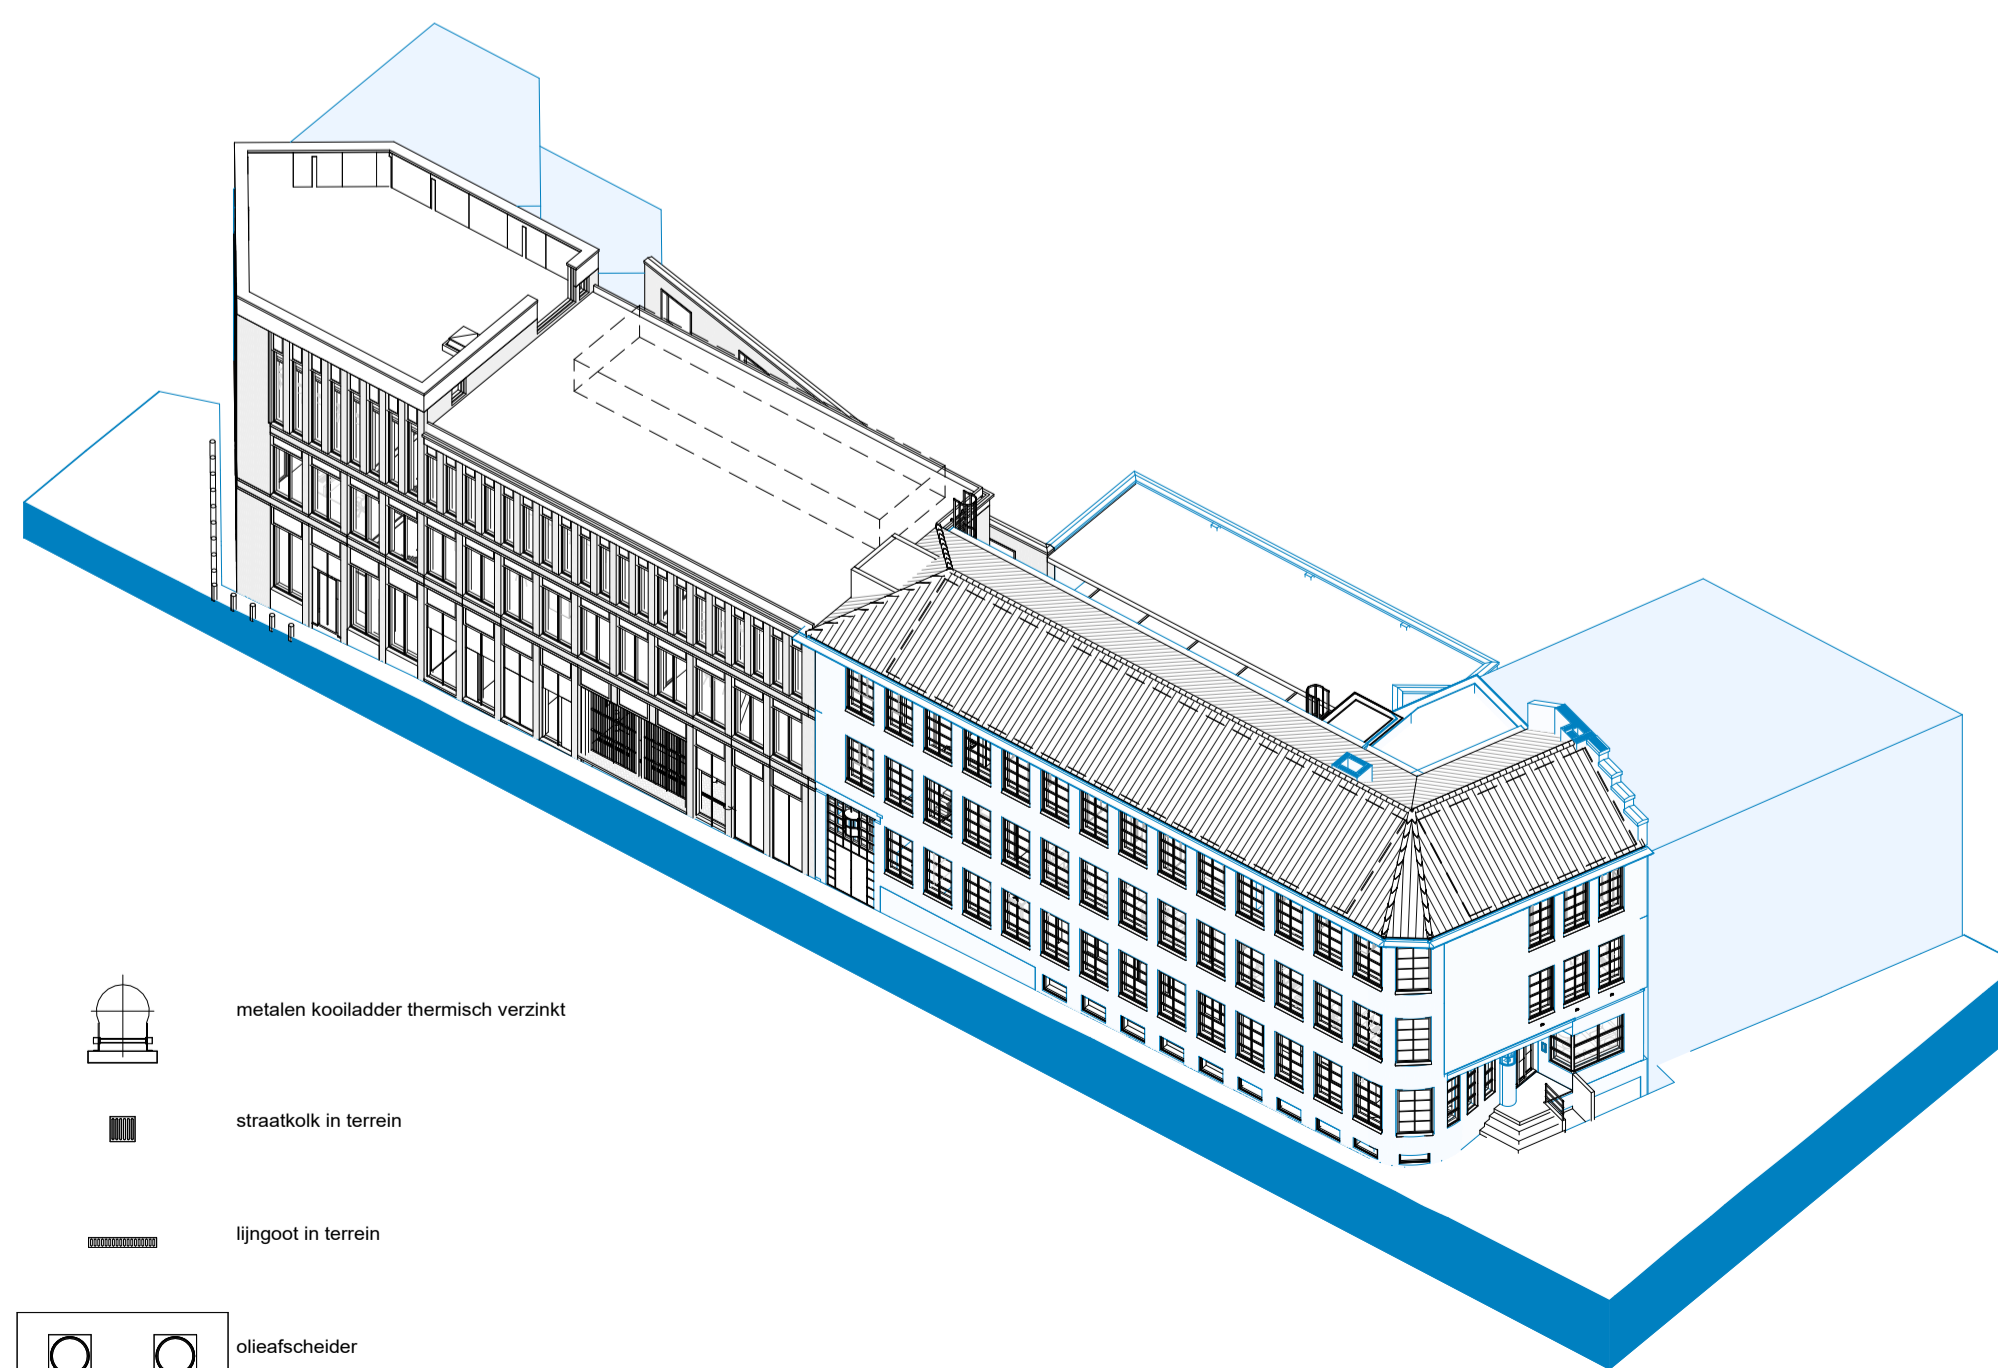 metalen kooiladder thermisch verzinkt
straatkolk in terrein
lijngoot in terrein
olieafscheider